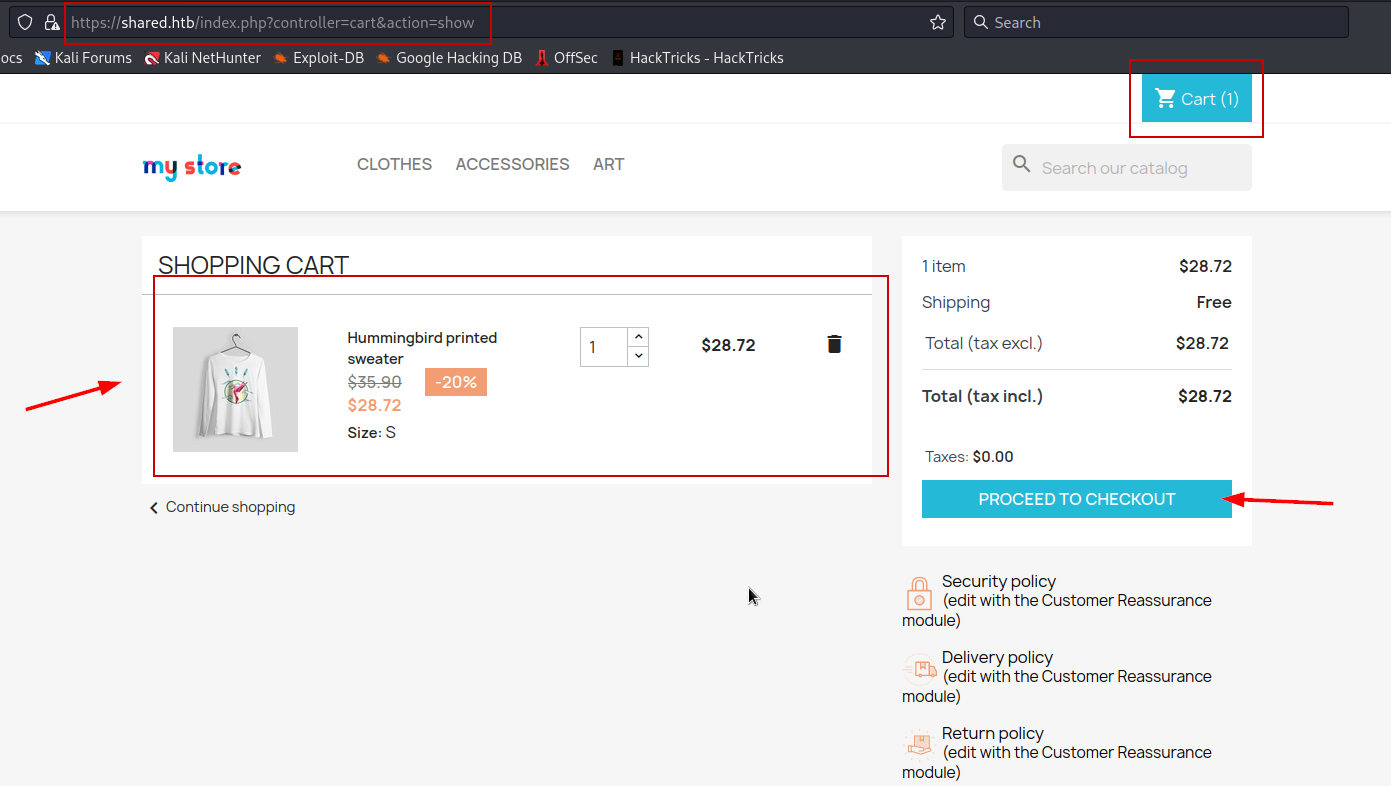 https://shared.htb/index.php?controller=cart&action=show
Search
ocs Kali Forums Kali NetHunter Exploit-DB Google Hacking DB OffSec HackTricks - HackTricks
Cart (1)
my store
CLOTHES ACCESSORIES ART
Search our catalog
SHOPPING CART
Hummingbird printed
sweater
$35.90 -20%
$28.72
Size: S
1
$28.72
Continue shopping
1 item $28.72
Shipping Free
Total (tax excl.) $28.72
Total (tax incl.) $28.72
Taxes: $0.00
PROCEED TO CHECKOUT
Security policy
(edit with the Customer Reassurance
module)
Delivery policy
(edit with the Customer Reassurance
module)
Return policy
(edit with the Customer Reassurance
module)